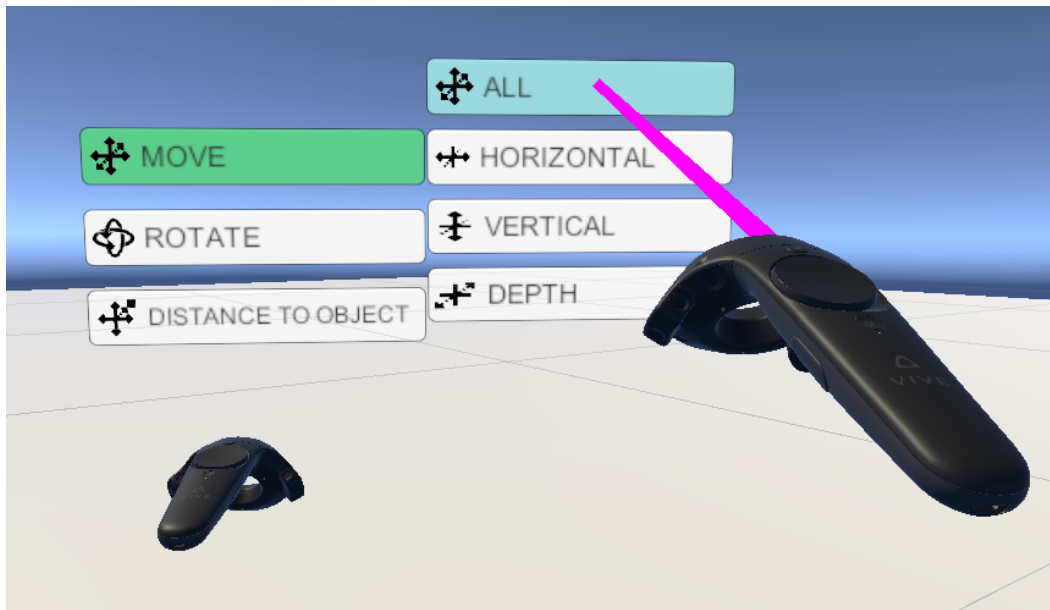 MOVE
ROTATE
DISTANCE TO OBJECT
ALL
HORIZONTAL
VERTICAL
DEPTH
VIVE